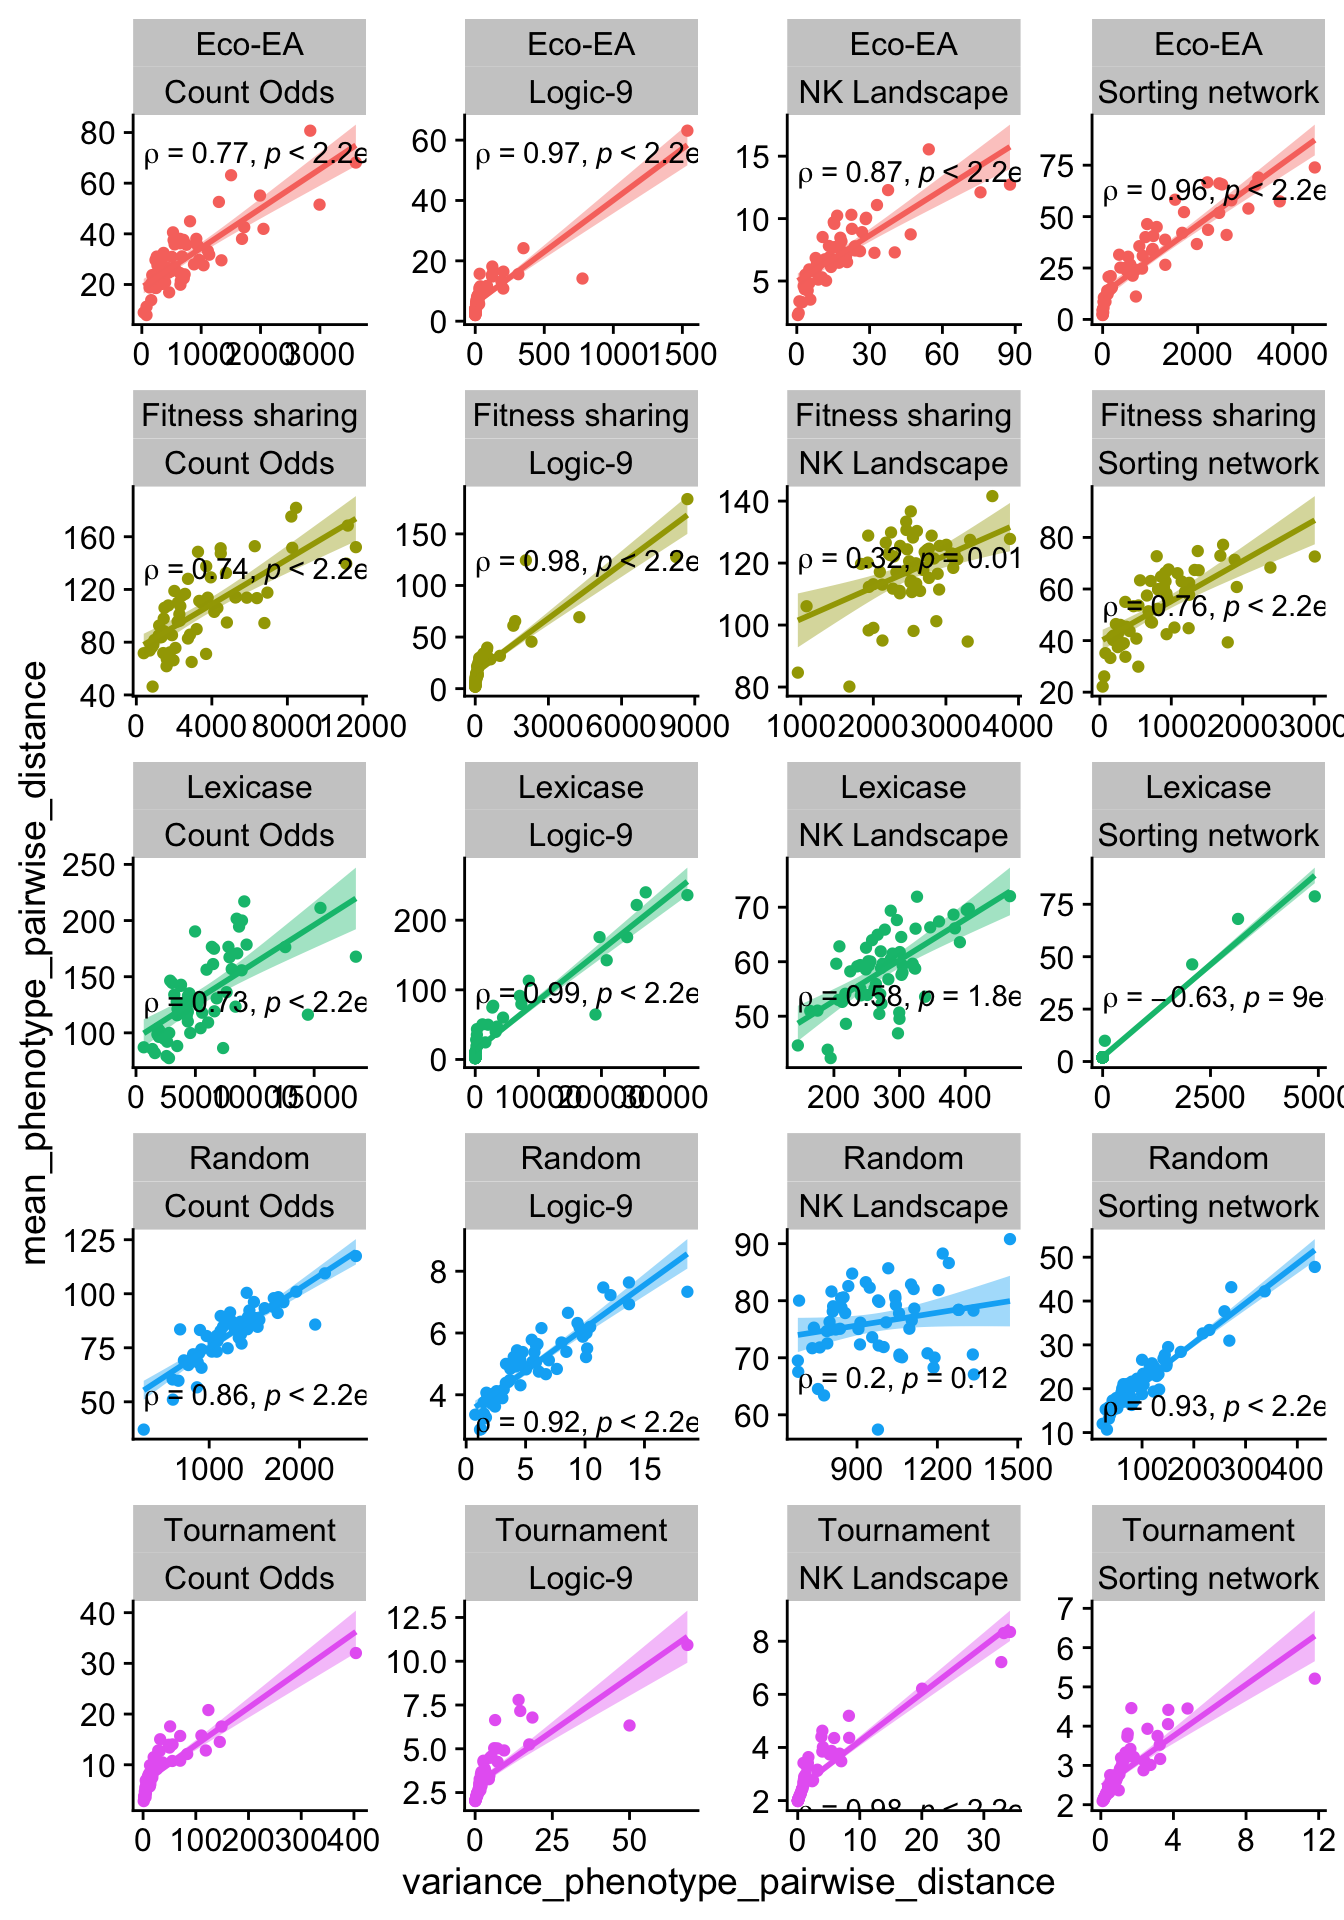 Eco-EA Eco-EA Eco-EA Eco-EA
Count Odds Logic-9 NK Landscape Sorting network
80
60
40
20
ρ = 0.77, p < 2.2e
0 1000 2000 3000
60
40
20
0
ρ = 0.97, p < 2.2e
0 500 1000 1500
15
10
5
ρ = 0.87, p < 2.2e
0 30 60 90
75
50
25
0
ρ = 0.96, p < 2.2e
0 2000 4000
Fitness sharing Fitness sharing Fitness sharing Fitness sharing
Count Odds Logic-9 NK Landscape Sorting network
160
120
80
40
ρ = 0.74, p < 2.2e
0 4000 8000 12000
150
100
50
0
ρ = 0.98, p < 2.2e
0 3000 6000 9000
140
120
100
80
ρ = 0.32, p = 0.01
1000 2000 3000 4000
80
60
40
20
ρ = 0.76, p < 2.2e
0 1000 2000 3000
Lexicase Lexicase Lexicase Lexicase
Count Odds Logic-9 NK Landscape Sorting network
250
200
150
100
ρ = 0.73, p < 2.2e
0 5000 10000 15000
200
100
0
ρ = 0.99, p < 2.2e
0 10000 20000 30000
70
60
50
ρ = 0.58, p = 1.8e
200 300 400
75
50
25
0
ρ = −0.63, p = 9e
0 2500 5000
Random Random Random Random
Count Odds Logic-9 NK Landscape Sorting network
125
100
75
50
ρ = 0.86, p < 2.2e
1000 2000
8
6
4
ρ = 0.92, p < 2.2e
0 5 10 15
90
80
70
60
ρ = 0.2, p = 0.12
900 1200 1500
50
40
30
20
10
ρ = 0.93, p < 2.2e
100 200 300 400
Tournament Tournament Tournament Tournament
Count Odds Logic-9 NK Landscape Sorting network
40
30
20
10
0 100 200 300 400
12.5
10.0
7.5
5.0
2.5
0 25 50
8
6
4
2
ρ = 0.98, p < 2.2e
0 10 20 30
7
6
5
4
3
2
0 4 8 12
mean_phenotype_pairwise_distance
variance_phenotype_pairwise_distance